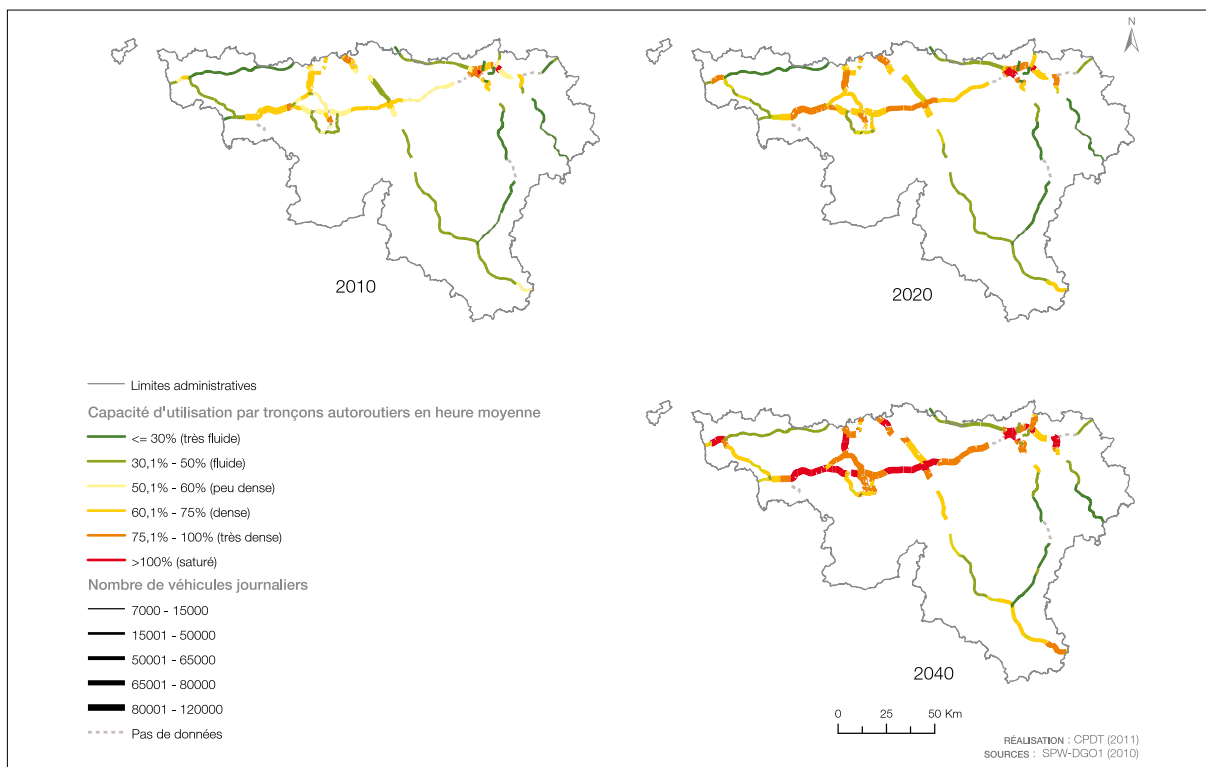 N
2010
2020
Limites administratives
Capacité d'utilisation par tronçons autoroutiers en heure moyenne
<= 30% (très fluide)
30,1% - 50% (fluide)
50,1% - 60% (peu dense)
60,1% - 75% (dense)
75,1% - 100% (très dense)
>100% (saturé)
Nombre de véhicules journaliers
7000 - 15000
15001 - 50000
50001 - 65000
65001 - 80000
80001 - 120000
Pas de données
2040
0 25 50 Km
RÉALISATION : CPDT (2011)
SOURCES : SPW-DGO1 (2010)